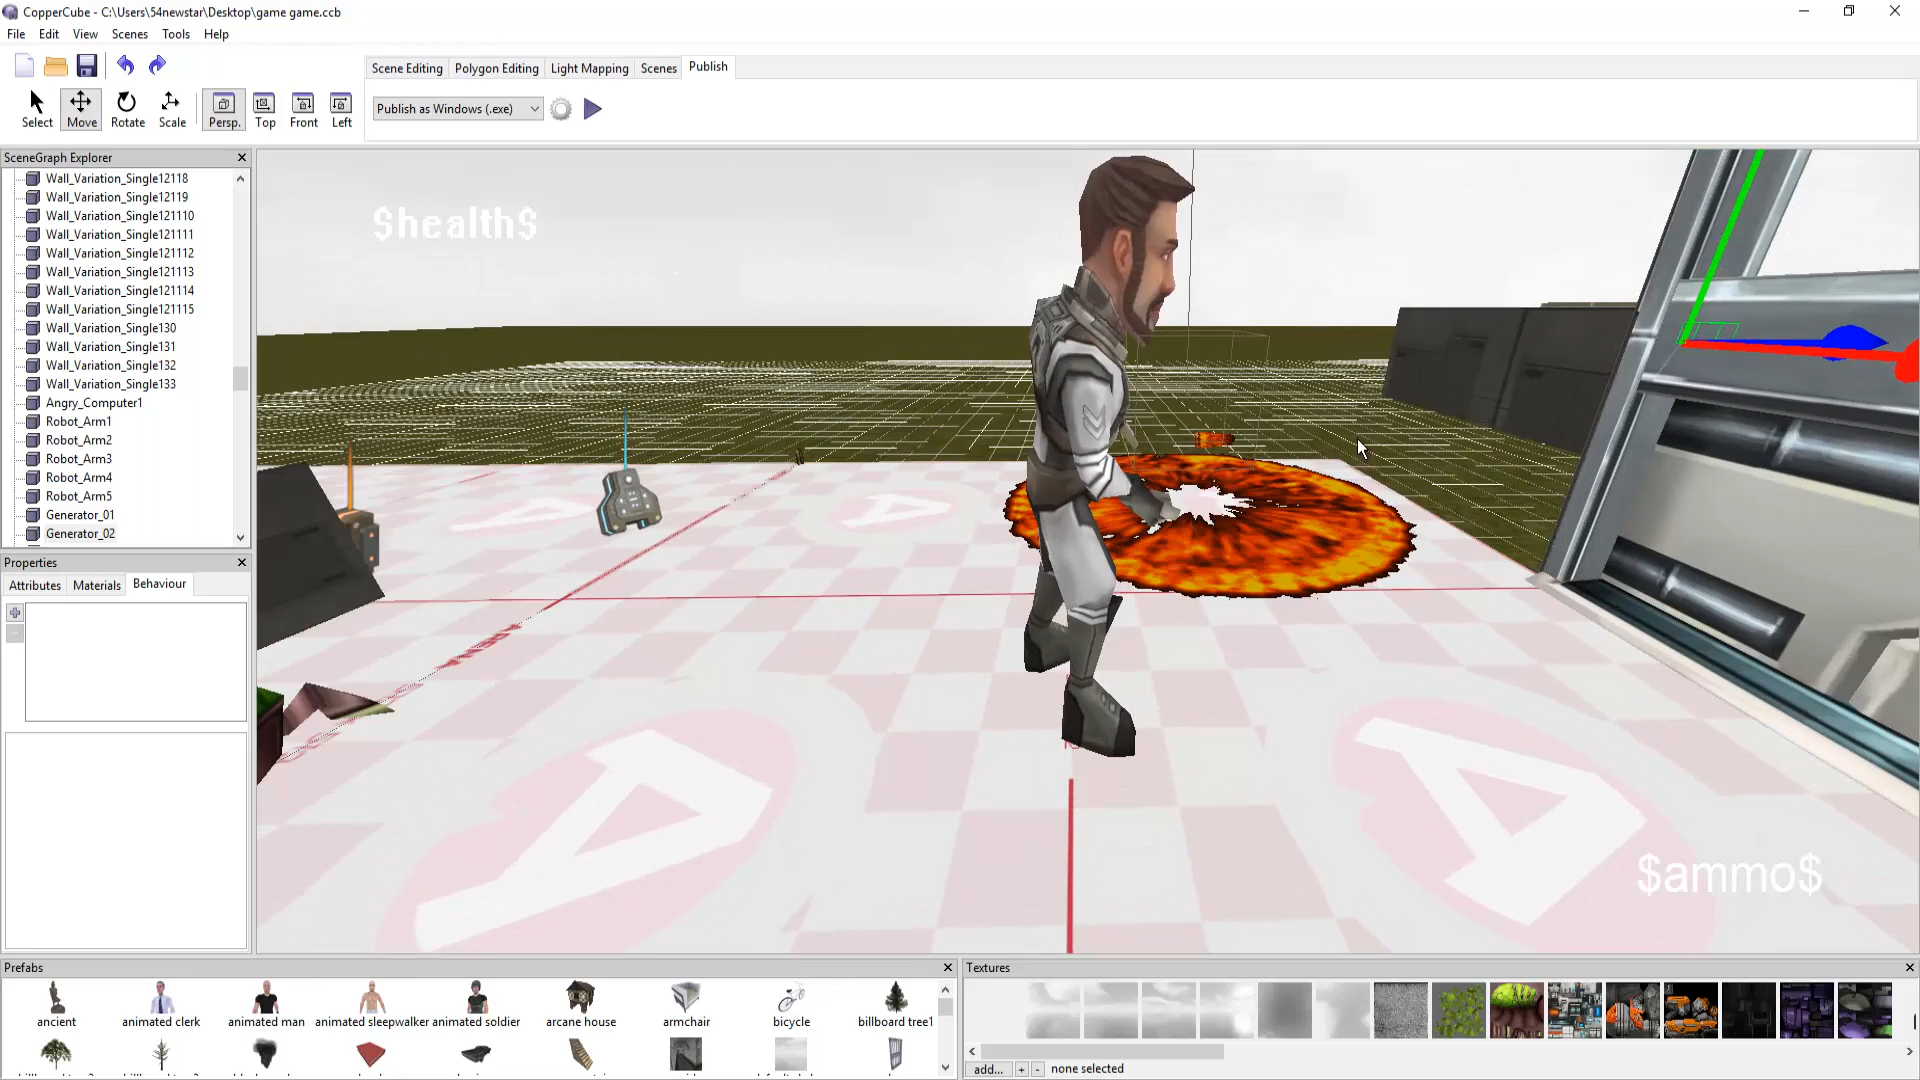 CopperCube - C:\Users\54newstar\Desktop\game game.ccb
File Edit View Scenes Tools Help
Scene Editing Polygon Editing Light Mapping Scenes Publish
Select Move Rotate Scale Persp. Top Front Left
Publish as Windows (.exe)
SceneGraph Explorer
Wall_Variation_Single12118
Wall_Variation_Single12119
Wall_Variation_Single121110
Wall_Variation_Single121111
Wall_Variation_Single121112
Wall_Variation_Single121113
Wall_Variation_Single121114
Wall_Variation_Single121115
Wall_Variation_Single130
Wall_Variation_Single131
Wall_Variation_Single132
Wall_Variation_Single133
Angry_Computer1
Robot_Arm1
Robot_Arm2
Robot_Arm3
Robot_Arm4
Robot_Arm5
Generator_01
Generator_02
$health$
$ammo$
Properties
Attributes Materials Behaviour
Prefabs
ancient animated clerk animated man animated sleepwalker animated soldier arcane house armchair bicycle billboard tree1
Textures
add... + - none selected